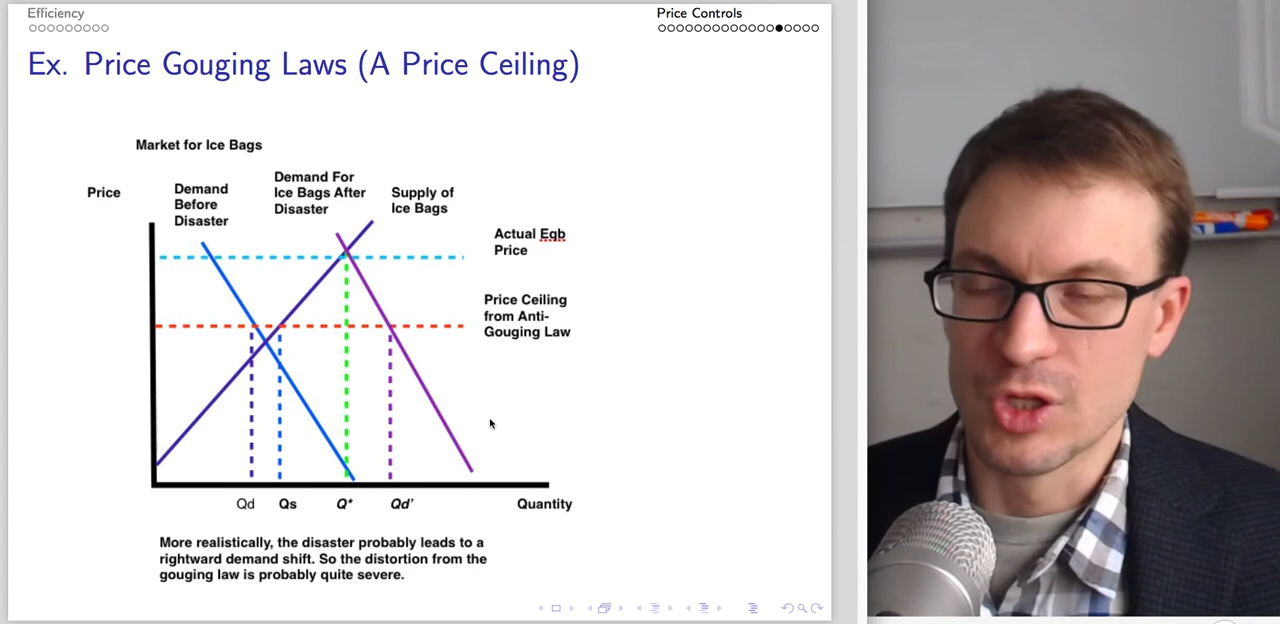 Efficiency
Price Controls
Ex. Price Gouging Laws (A Price Ceiling)
Market for Ice Bags
Price
Demand
Before
Disaster
Demand For
Ice Bags After
Disaster
Supply of
Ice Bags
Actual Eqb
Price
Price Ceiling
from Anti-
Gouging Law
Qd
Qs
Q*
Qd'
Quantity
More realistically, the disaster probably leads to a
rightward demand shift. So the distortion from the
gouging law is probably quite severe.